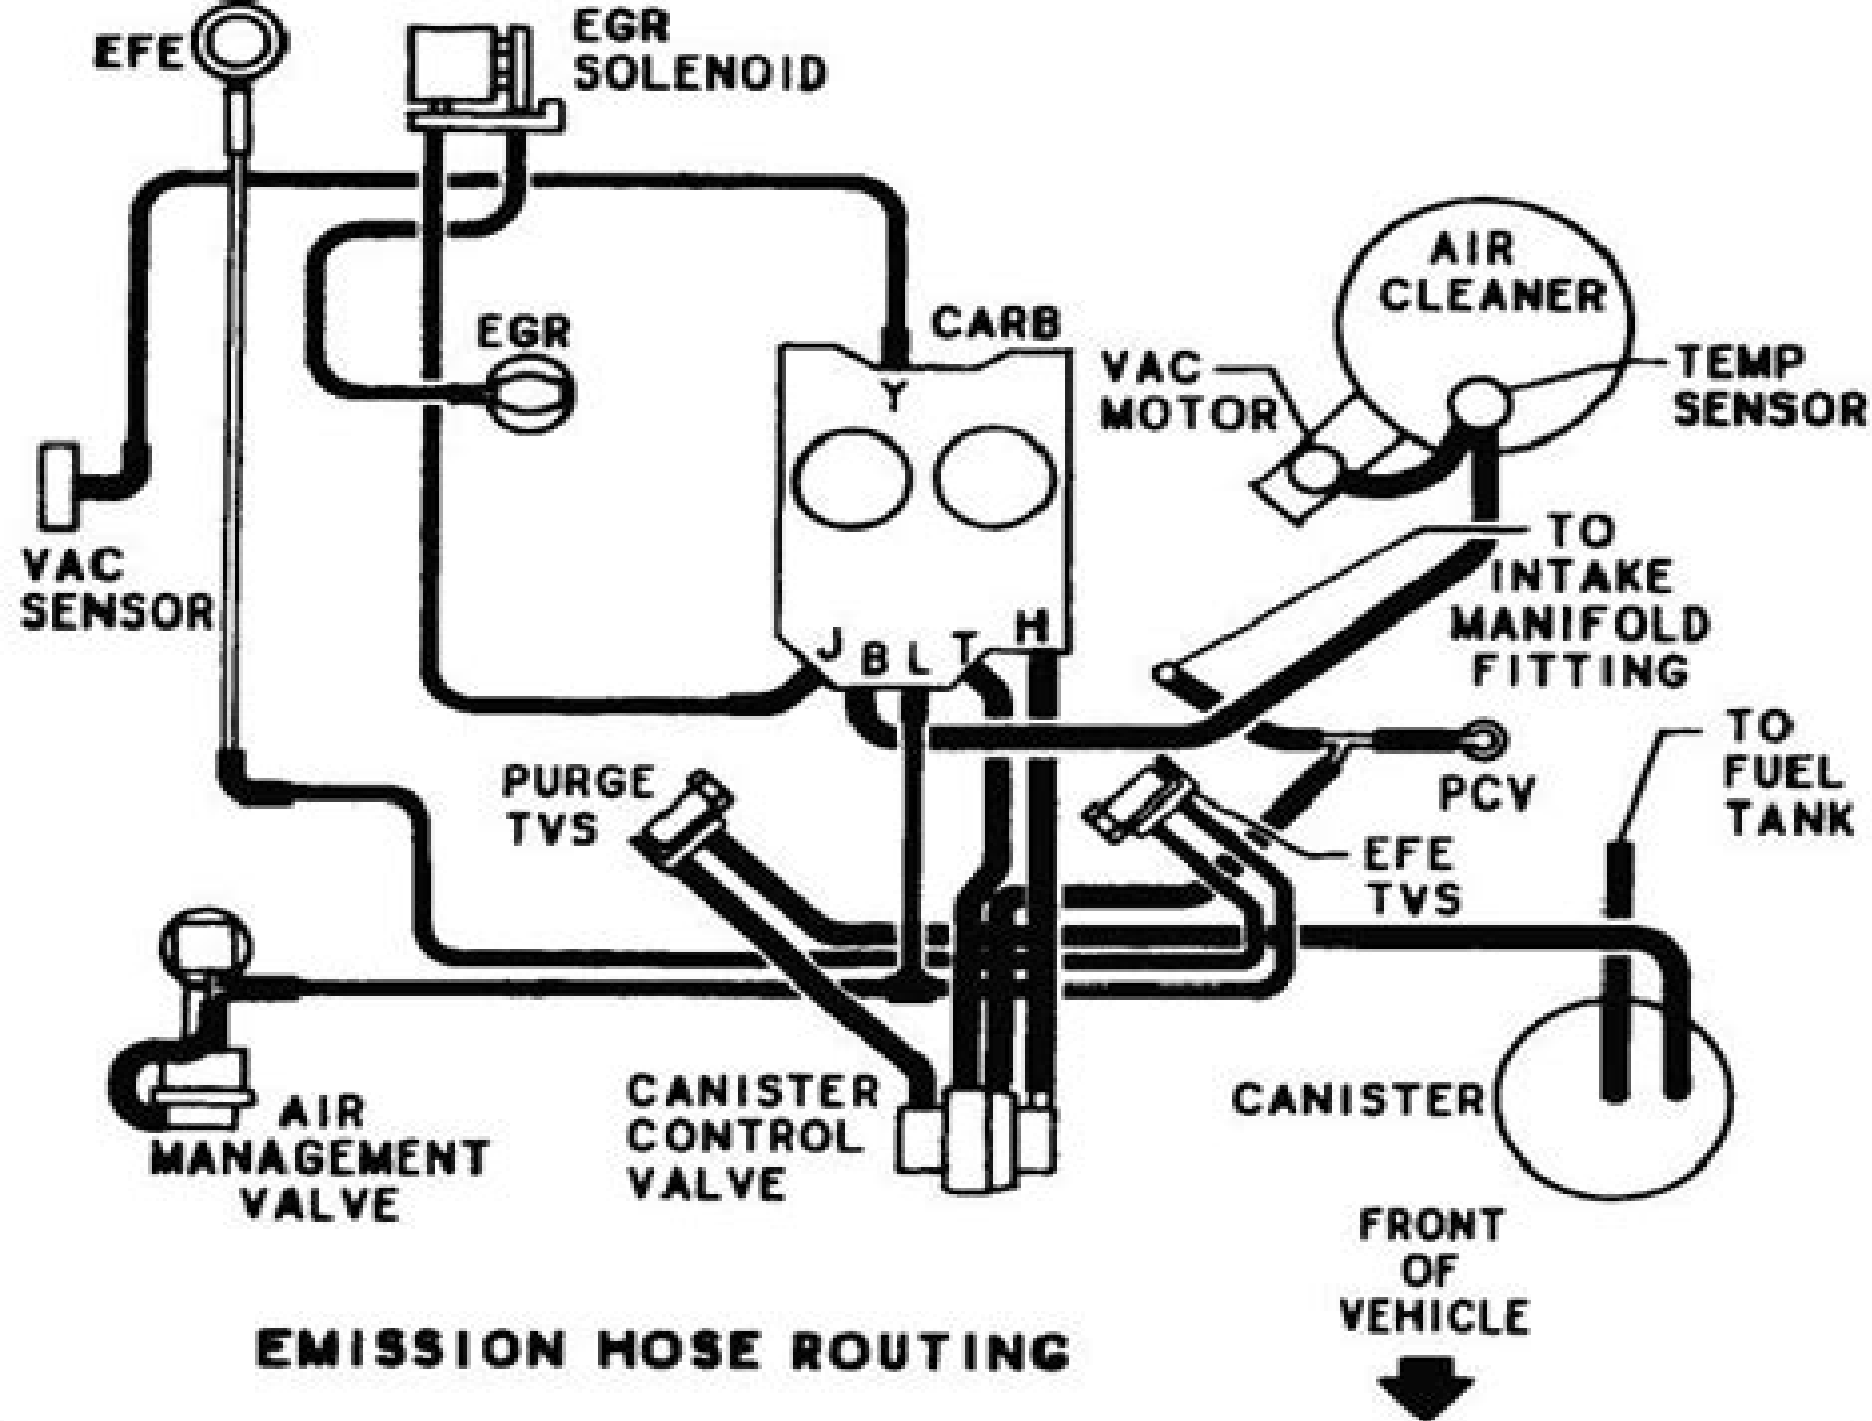 EFE
EGR
SOLENOID
AIR
CLEANER
EGR
CARB
VAC
MOTOR
TEMP
SENSOR
Y
VAC
SENSOR
TO
INTAKE
MANIFOLD
FITTING
J B L T H
PURGE
TVS
PCV
TO
FUEL
TANK
EFE
TVS
AIR
MANAGEMENT
VALVE
CANISTER
CONTROL
VALVE
CANISTER
FRONT
OF
VEHICLE
EMISSION HOSE ROUTING